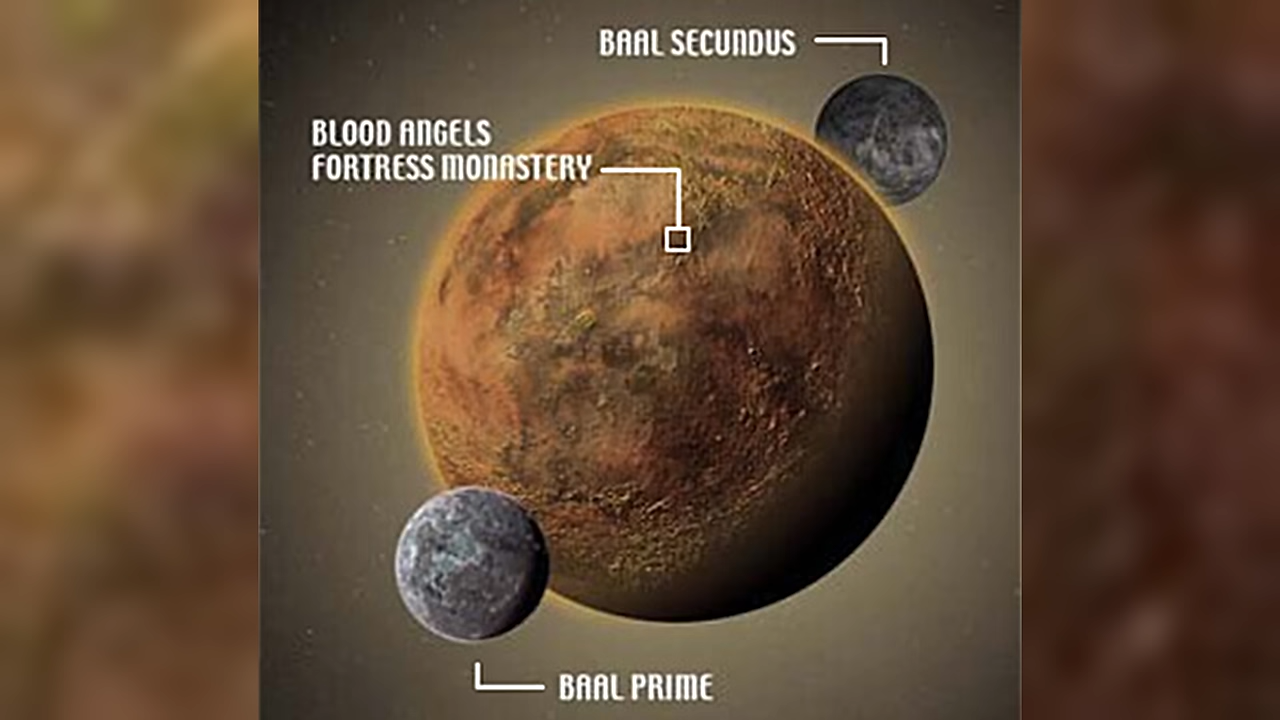 BAAL SECUNDUS
BLOOD ANGELS
FORTRESS MONASTERY
BAAL PRIME